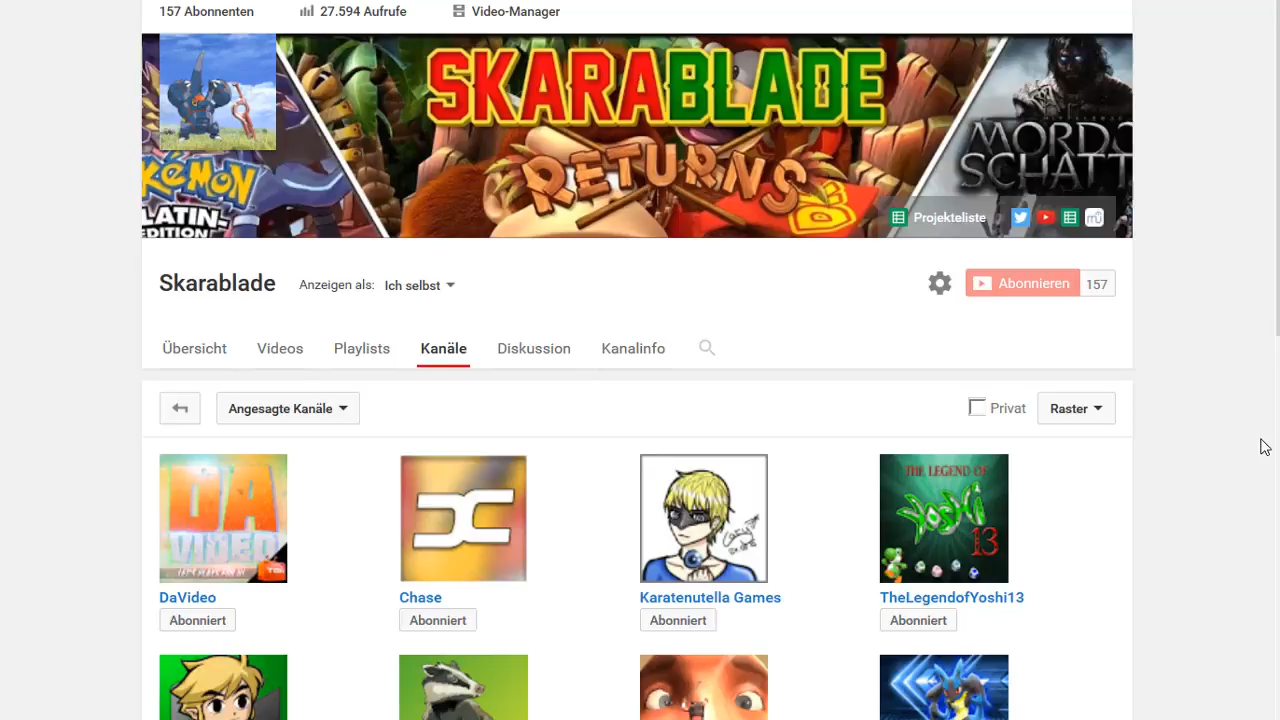 157 Abonnenten 27.594 Aufrufe Video-Manager
SKARABLADE
RETURNS
MORDO
SCHATT
KéMON
LATIN-
EDITION!
Projekteliste
Skarablade Anzeigen als: Ich selbst Abonnieren 157
Übersicht Videos Playlists Kanäle Diskussion Kanalinfo
Angesagte Kanäle Privat Raster
DA
VIDEO
THE LEGEND OF
YOSHI
13
DaVideo Chase Karatenutella Games TheLegendofYoshi13
Abonniert Abonniert Abonniert Abonniert